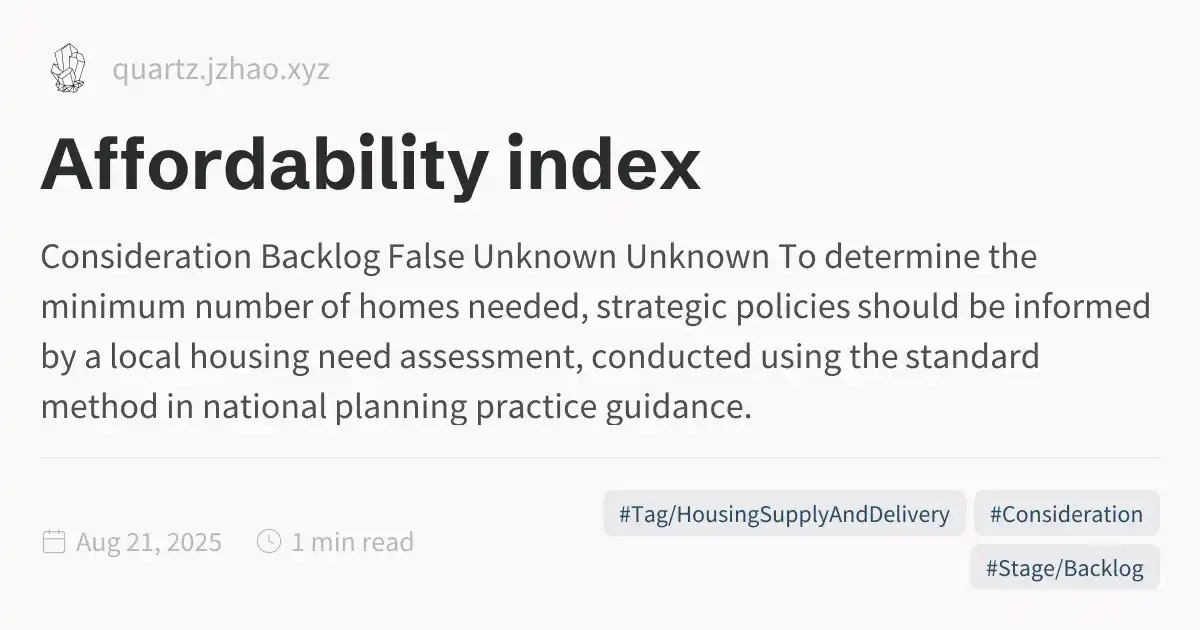 quartz.jzhao.xyz
Affordability index
Consideration Backlog False Unknown Unknown To determine the
minimum number of homes needed, strategic policies should be informed
by a local housing need assessment, conducted using the standard
method in national planning practice guidance.
Aug 21, 2025
1 min read
#Tag/HousingSupplyAndDelivery
#Consideration
#Stage/Backlog